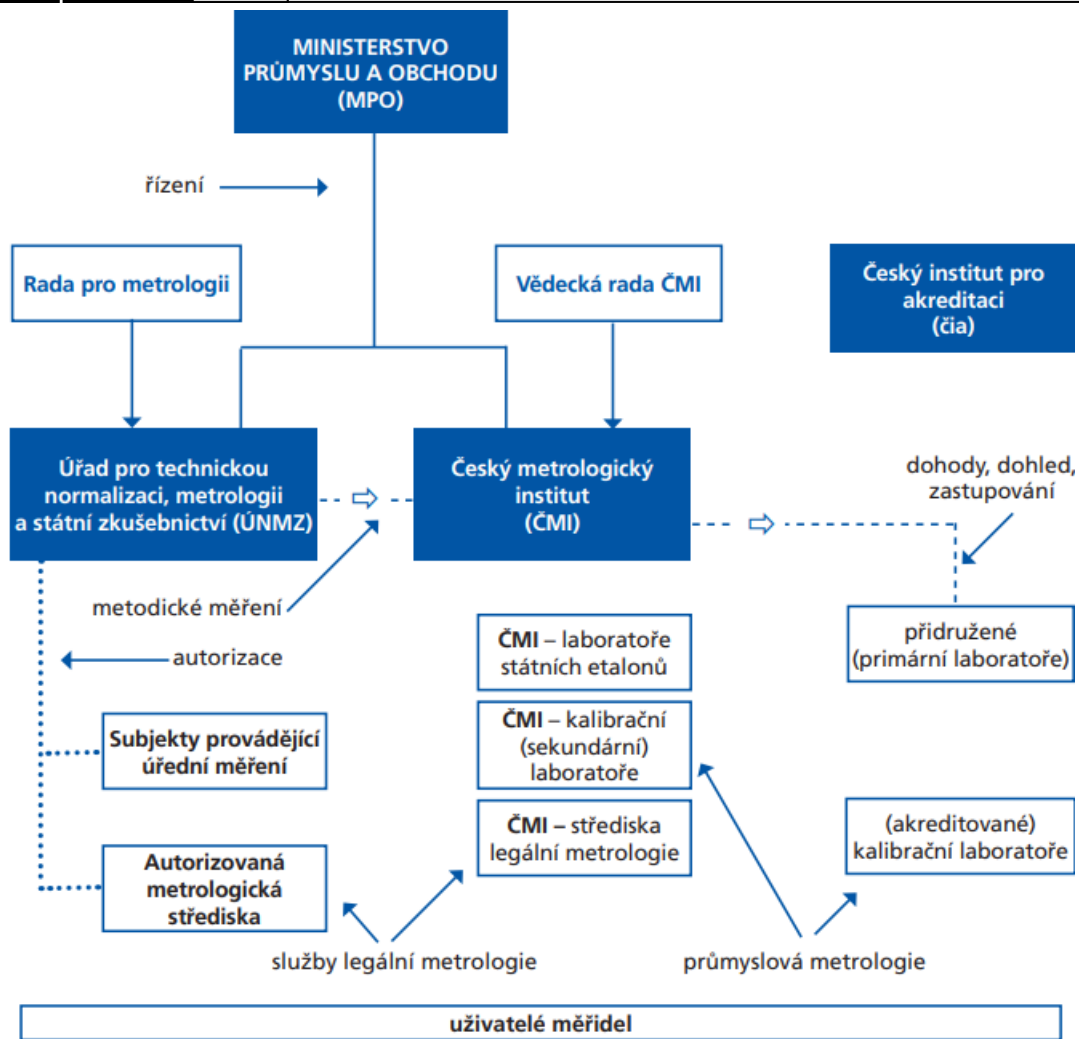 MINISTERSTVO
PRŮMYSLU A OBCHODU
(MPO)
řízení
Rada pro metrologii
Vědecká rada ČMI
Český institut pro
akreditaci
(čia)
Úřad pro technickou
normalizaci, metrologii
a státní zkušebnictví (ÚNMZ)
Český metrologický
institut
(ČMI)
dohody, dohled,
zastupování
metodické měření
autorizace
ČMI – laboratoře
státních etalonů
přidružené
(primární laboratoře)
Subjekty provádějící
úřední měření
ČMI – kalibrační
(sekundární)
laboratoře
ČMI – střediska
legální metrologie
(akreditované)
kalibrační laboratoře
Autorizovaná
metrologická
střediska
služby legální metrologie
průmyslová metrologie
uživatelé měřidel